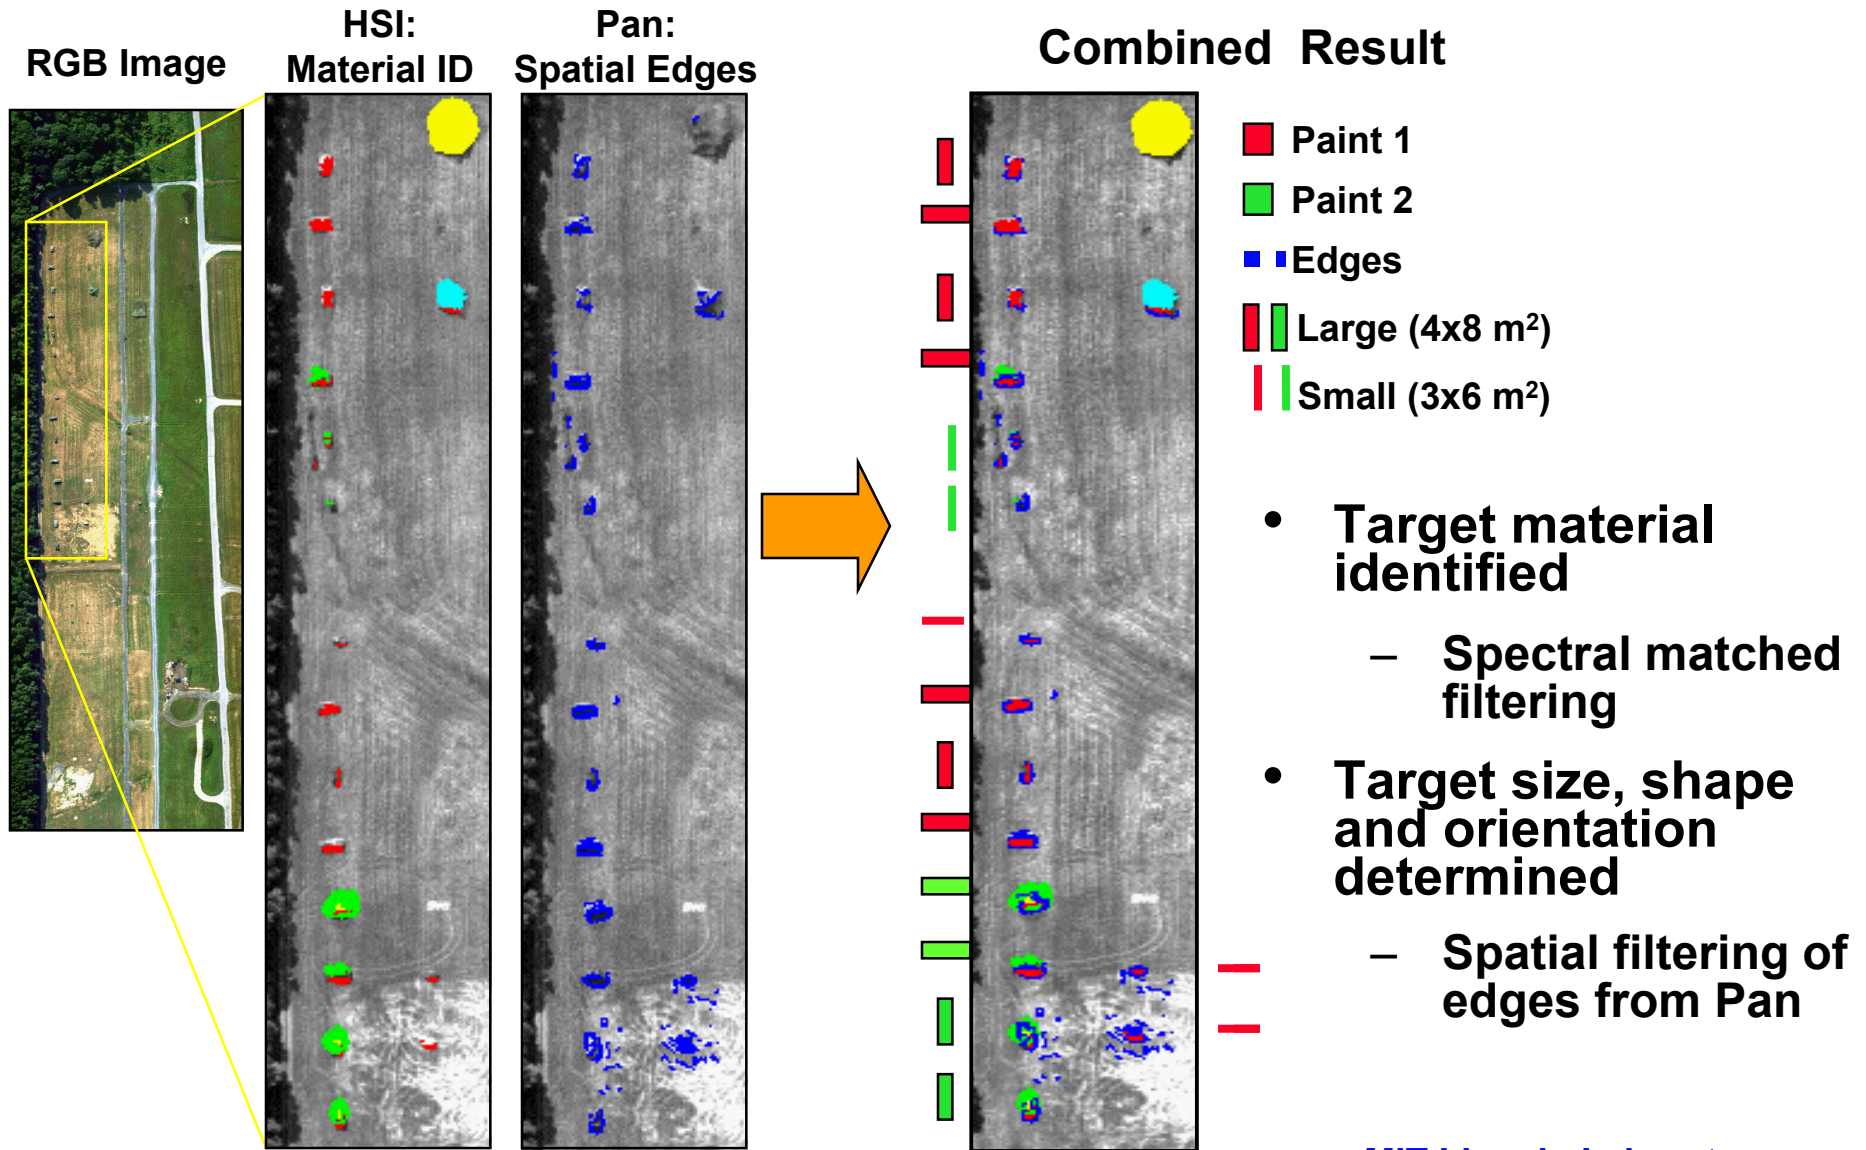 RGB Image
HSI:
Material ID
Pan:
Spatial Edges
Combined Result
Paint 1
Paint 2
Edges
Large (4x8 m²)
Small (3x6 m²)
• Target material
identified
– Spectral matched
filtering
• Target size, shape
and orientation
determined
– Spatial filtering of
edges from Pan